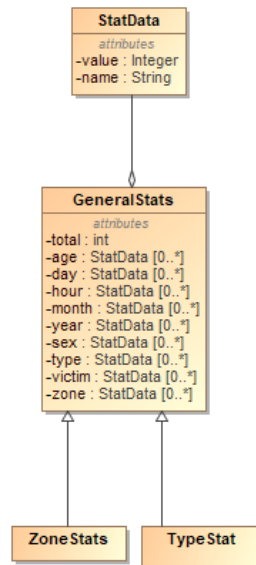 StatData
attributes
-value : Integer
-name : String
GeneralStats
attributes
-total : int
-age : StatData [0..*]
-day : StatData [0..*]
-hour : StatData [0..*]
-month : StatData [0..*]
-year : StatData [0..*]
-sex : StatData [0..*]
-type : StatData [0..*]
-victim : StatData [0..*]
-zone : StatData [0..*]
ZoneStats
TypeStat